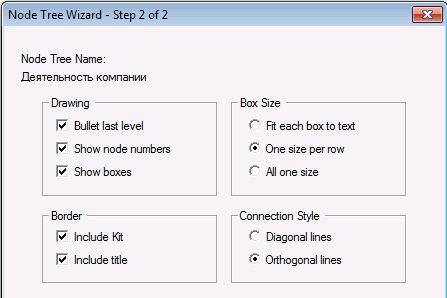 Node Tree Wizard - Step 2 of 2
Node Tree Name:
Деятельность компании
Drawing
Bullet last level
Show node numbers
Show boxes
Box Size
Fit each box to text
One size per row
All one size
Border
Include Kit
Include title
Connection Style
Diagonal lines
Orthogonal lines